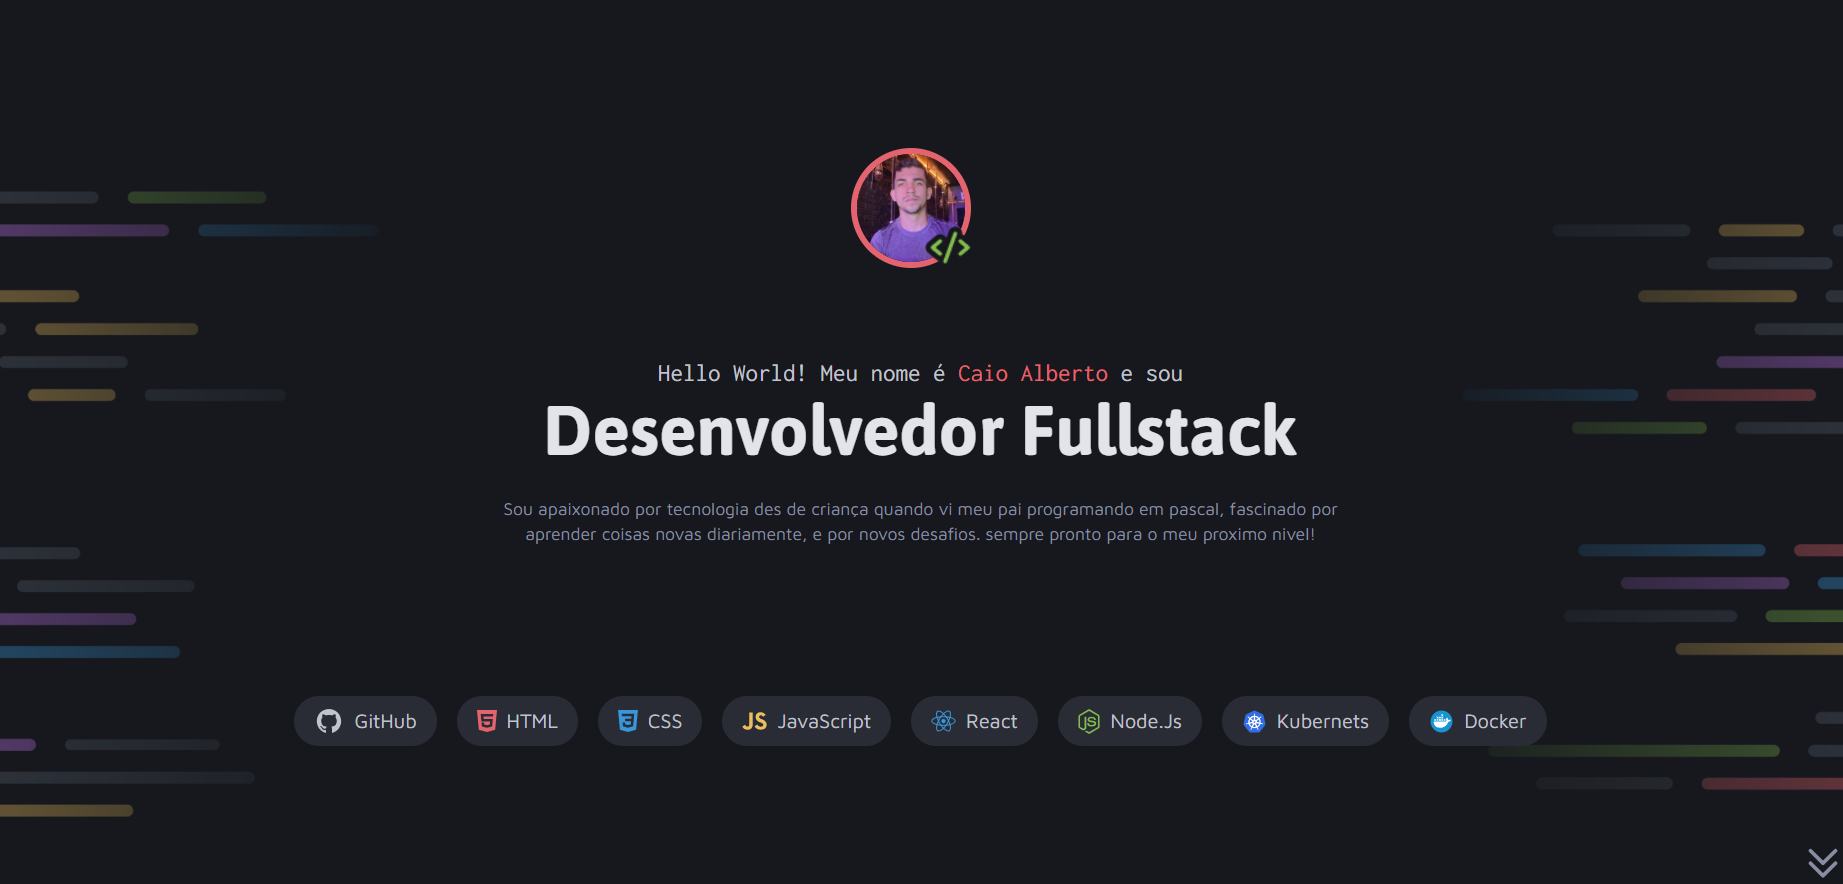 </>
Hello World! Meu nome é Caio Alberto e sou
Desenvolvedor Fullstack
Sou apaixonado por tecnologia des de criança quando vi meu pai programando em pascal, fascinado por
aprender coisas novas diariamente, e por novos desafios. sempre pronto para o meu proximo nivel!
GitHub HTML CSS JS JavaScript React JS Node.Js Kubernets Docker